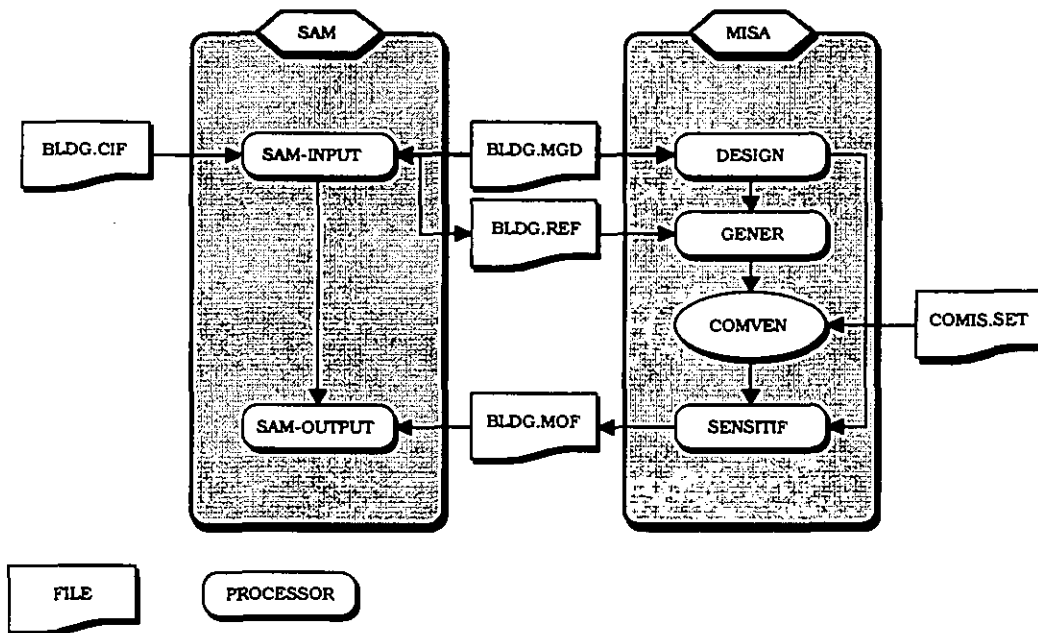 SAM
MISA
BLDG.CIF
SAM-INPUT
BLDG.MGD
DESIGN
BLDG.REF
GENER
COMVEN
COMIS.SET
SAM-OUTPUT
BLDG.MOF
SENSITIF
FILE
PROCESSOR